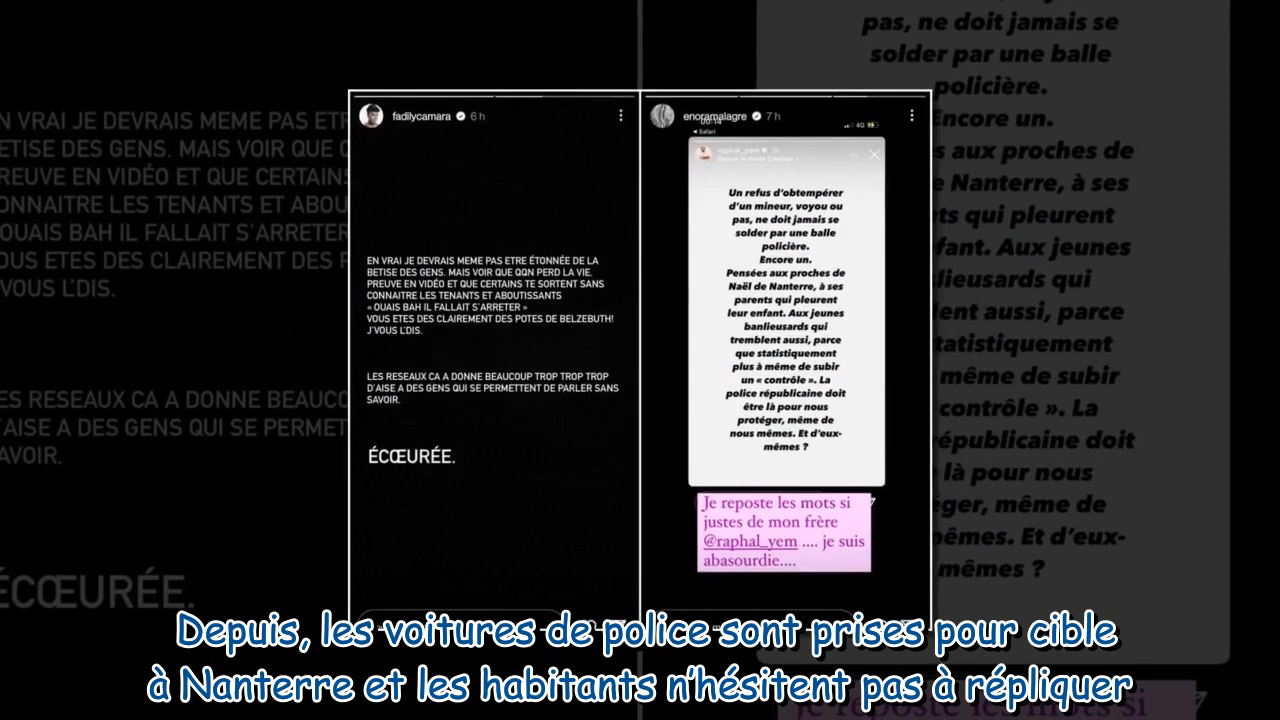 fadilycamara 6 h
EN VRAI JE DEVRAIS MEME PAS ETRE ÉTONNÉE DE LA
BETISE DES GENS. MAIS VOIR QUE QQN PERD LA VIE,
PREUVE EN VIDÉO ET QUE CERTAINS TE SORTENT SANS
CONNAITRE LES TENANTS ET ABOUTISSANTS
« OUAIS BAH IL FALLAIT S'ARRETER »
VOUS ETES DES CLAIREMENT DES POTES DE BELZEBUTH!
J'VOUS L'DIS.
LES RESEAUX CA A DONNE BEAUCOUP TROP TROP TROP
D'AISE A DES GENS QUI SE PERMETTENT DE PARLER SANS
SAVOIR.
ÉCŒURÉE.
enoramalagre 7 h
00:14
4G
Safari
raphal_yem
Un refus d'obtempérer
d'un mineur, voyou ou
pas, ne doit jamais se
solder par une balle
policière.
Encore un.
Pensées aux proches de
Naël de Nanterre, à ses
parents qui pleurent
leur enfant. Aux jeunes
banlieusards qui
tremblent aussi, parce
que statistiquement
plus à même de subir
un « contrôle ». La
police républicaine doit
être là pour nous
protéger, même de
nous mêmes. Et d'eux-
mêmes ?
Je reposte les mots si
justes de mon frère
@raphal_yem .... je suis
abasourdie....
Depuis, les voitures de police sont prises pour cible
à Nanterre et les habitants n'hésitent pas à répliquer